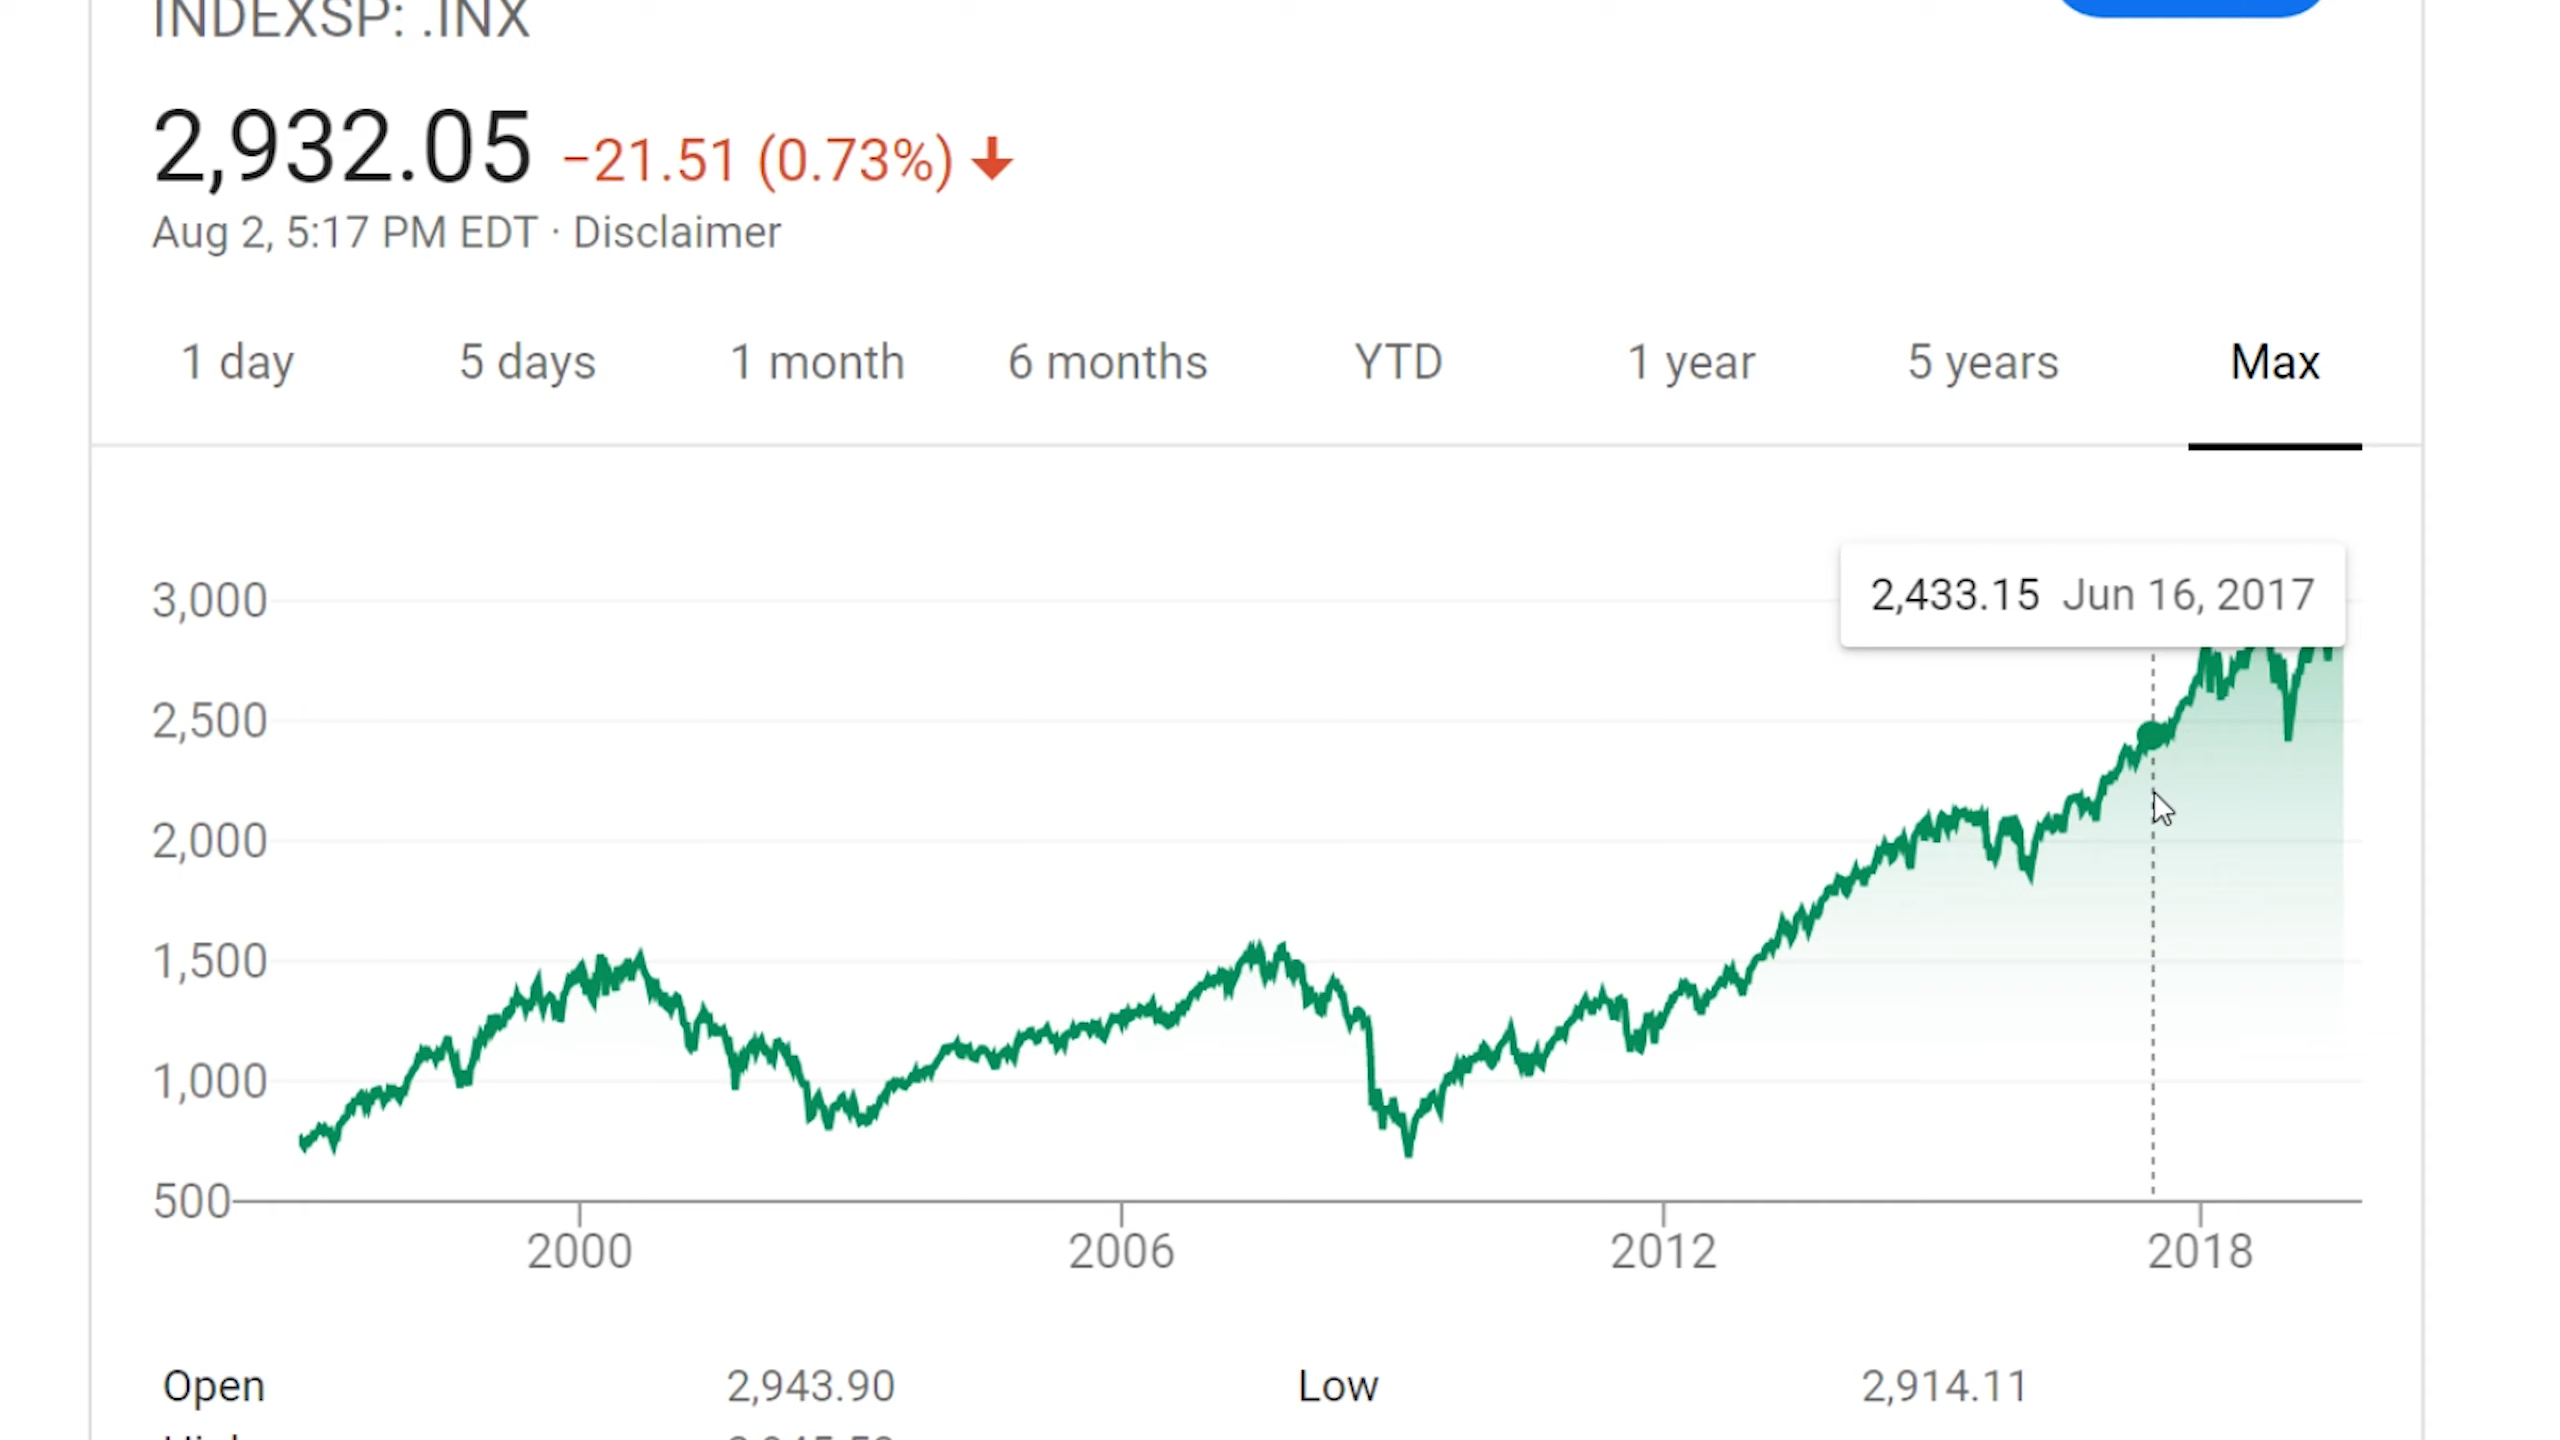 INDEXSP: .INX
2,932.05 −21.51 (0.73%)
Aug 2, 5:17 PM EDT · Disclaimer
1 day 5 days 1 month 6 months YTD 1 year 5 years Max
2,433.15 Jun 16, 2017
3,000
2,500
2,000
1,500
1,000
500
2000 2006 2012 2018
Open 2,943.90 Low 2,914.11